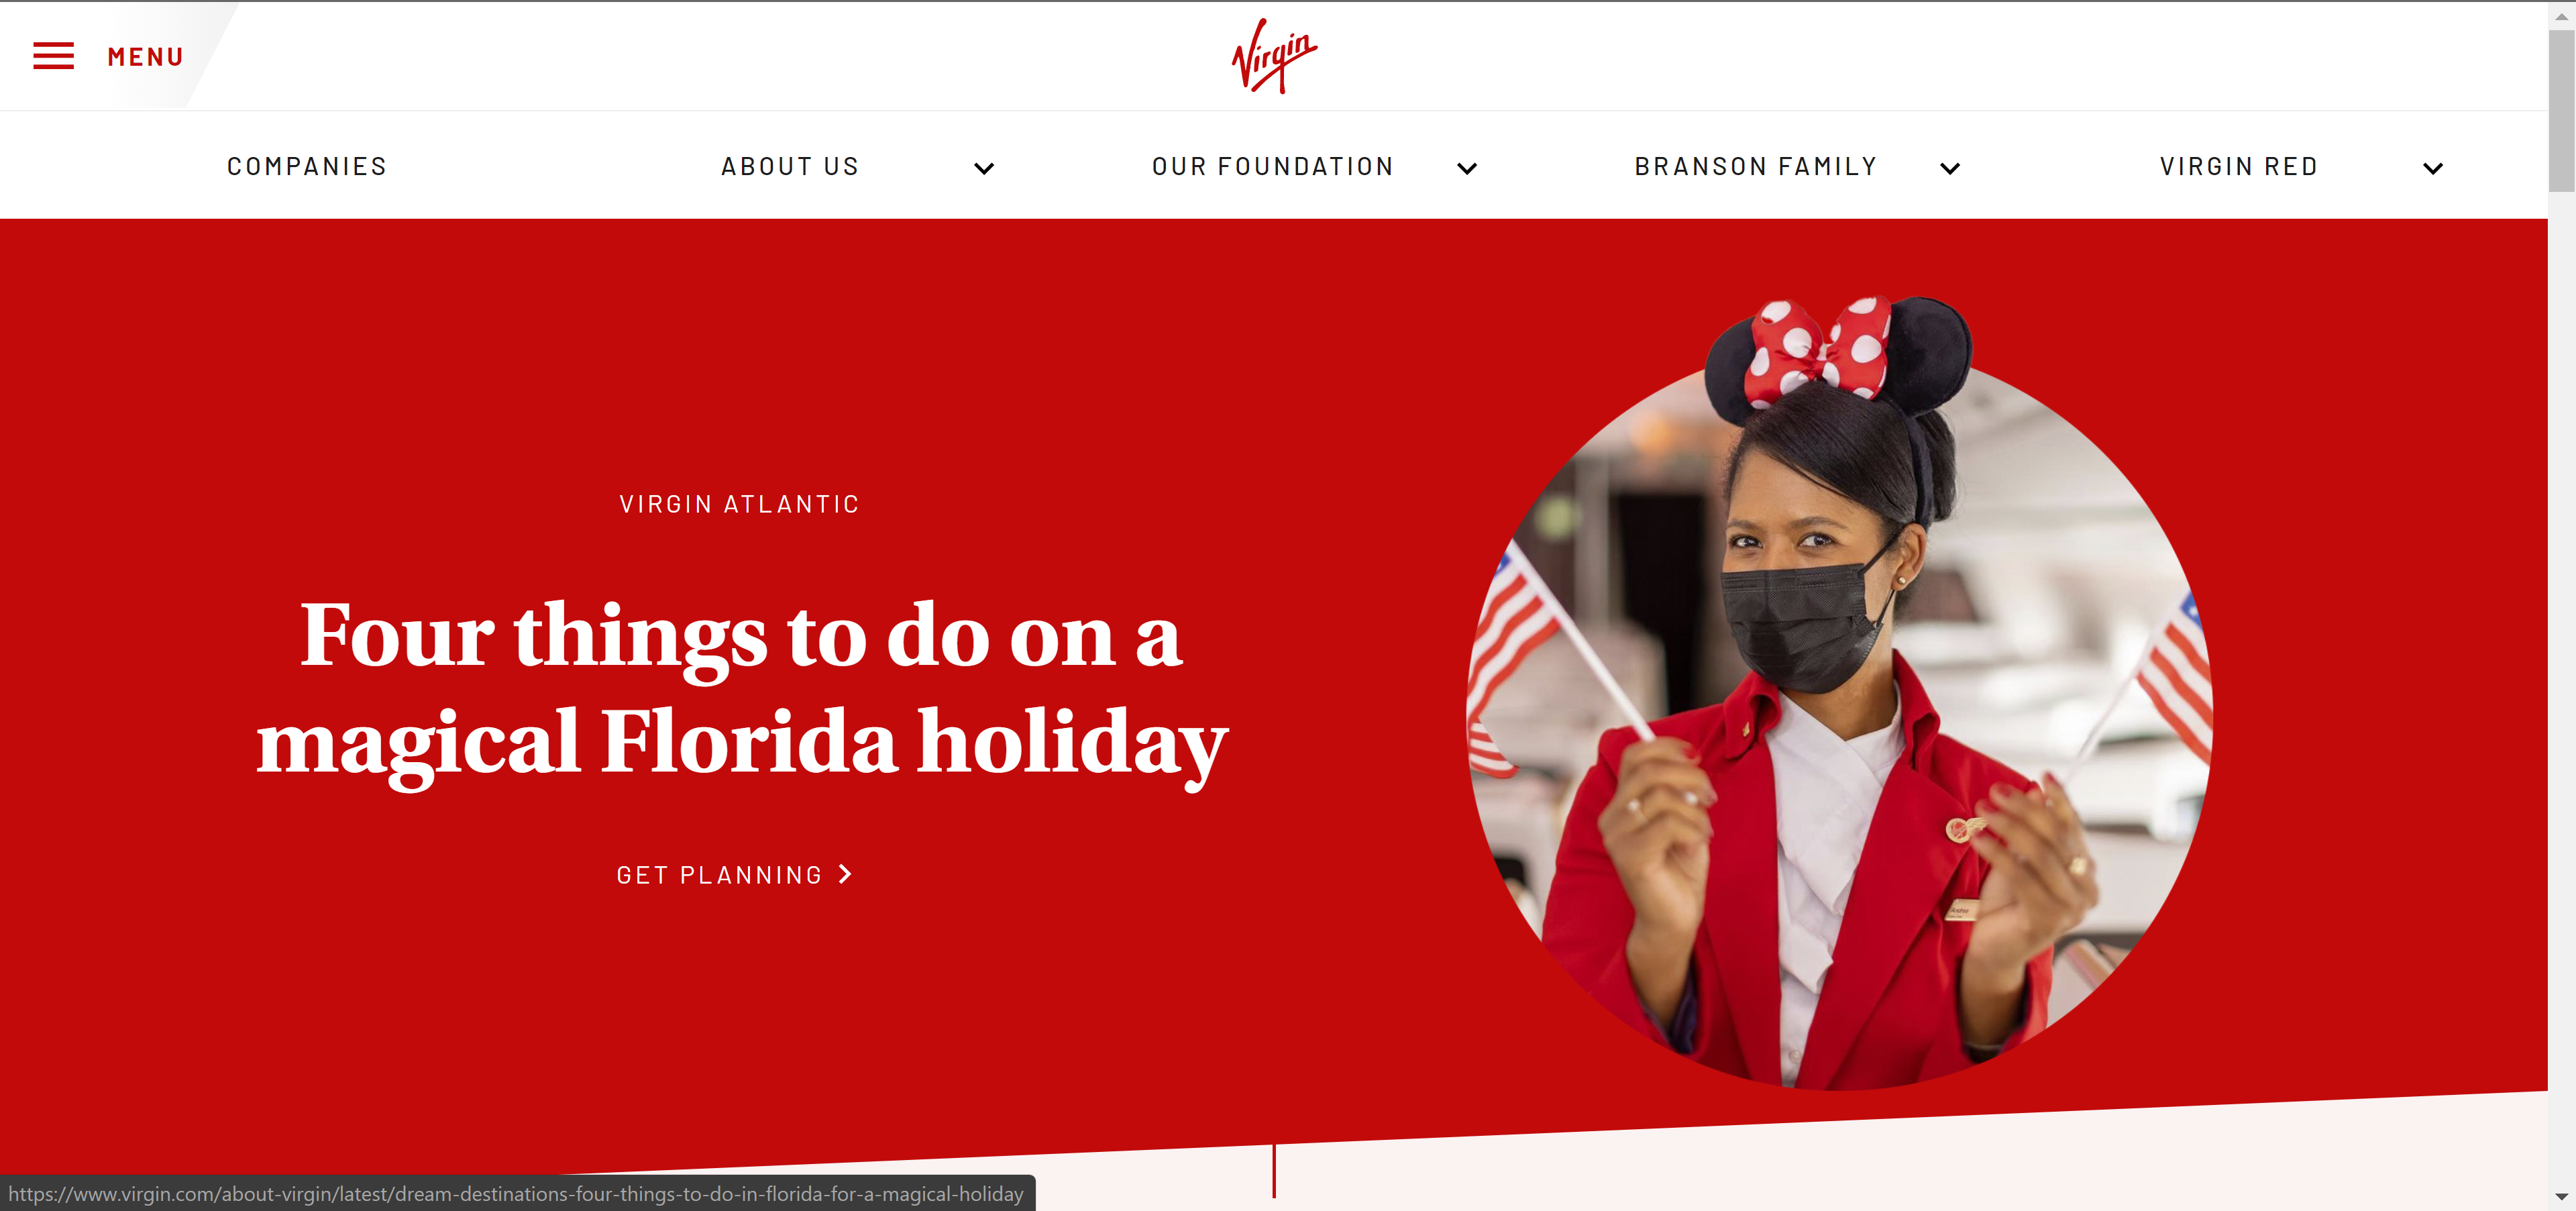 MENU
Virgin
COMPANIES
ABOUT US
OUR FOUNDATION
BRANSON FAMILY
VIRGIN RED
VIRGIN ATLANTIC
Four things to do on a
magical Florida holiday
GET PLANNING
https://www.virgin.com/about-virgin/latest/dream-destinations-four-things-to-do-in-florida-for-a-magical-holiday